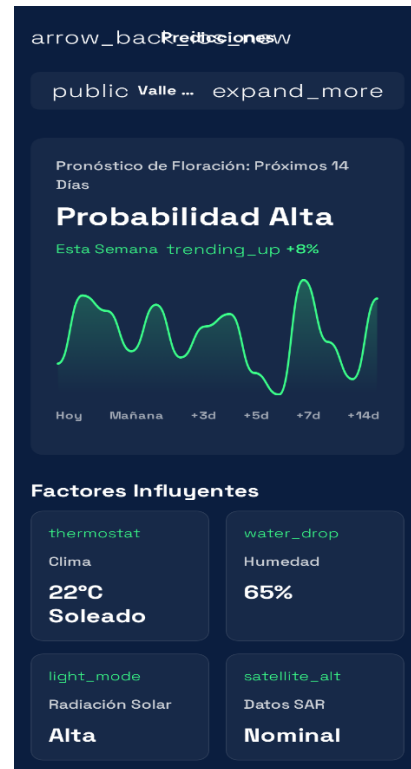 arrow_back_ios_new Predicciones
public Valle ... expand_more
Pronóstico de Floración: Próximos 14
Días
Probabilidad Alta
Esta Semana trending_up +8%
Hoy Mañana +3d +5d +7d +14d
Factores Influyentes
thermostat water_drop
Clima Humedad
22°C 65%
Soleado
light_mode satellite_alt
Radiación Solar Datos SAR
Alta Nominal